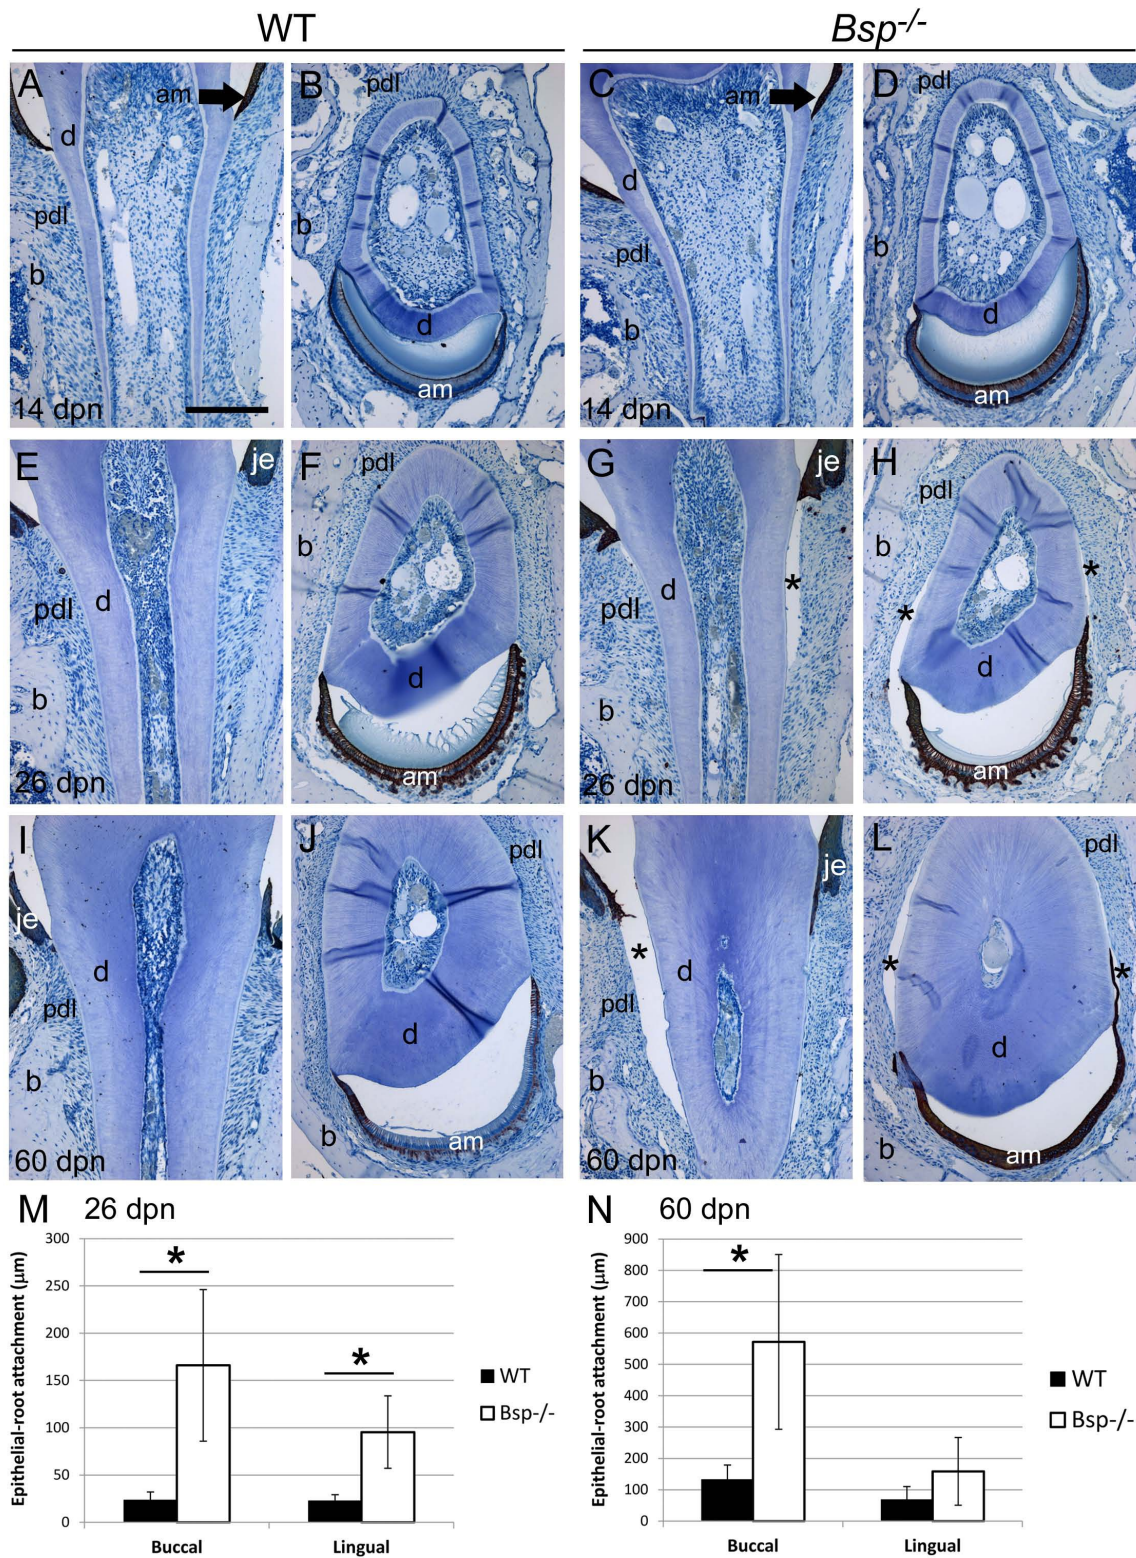 WT
Bsp-/-
A
am
d
pdl
b
14 dpn
B
pdl
b
d
am
C
am
d
pdl
b
14 dpn
D
pdl
b
d
am
E
je
pdl
d
b
26 dpn
F
pdl
b
d
am
G
je
*
d
pdl
b
26 dpn
H
pdl
b
*
*
d
am
I
je
d
pdl
b
60 dpn
J
pdl
d
b
am
K
je
*
d
pdl
b
60 dpn
L
pdl
*
*
d
b
am
M 26 dpn
Epithelial-root attachment (µm)
300
250
200
150
100
50
0
*
*
Buccal
Lingual
WT
Bsp-/-
N 60 dpn
Epithelial-root attachment (µm)
900
800
700
600
500
400
300
200
100
0
*
Buccal
Lingual
WT
Bsp-/-